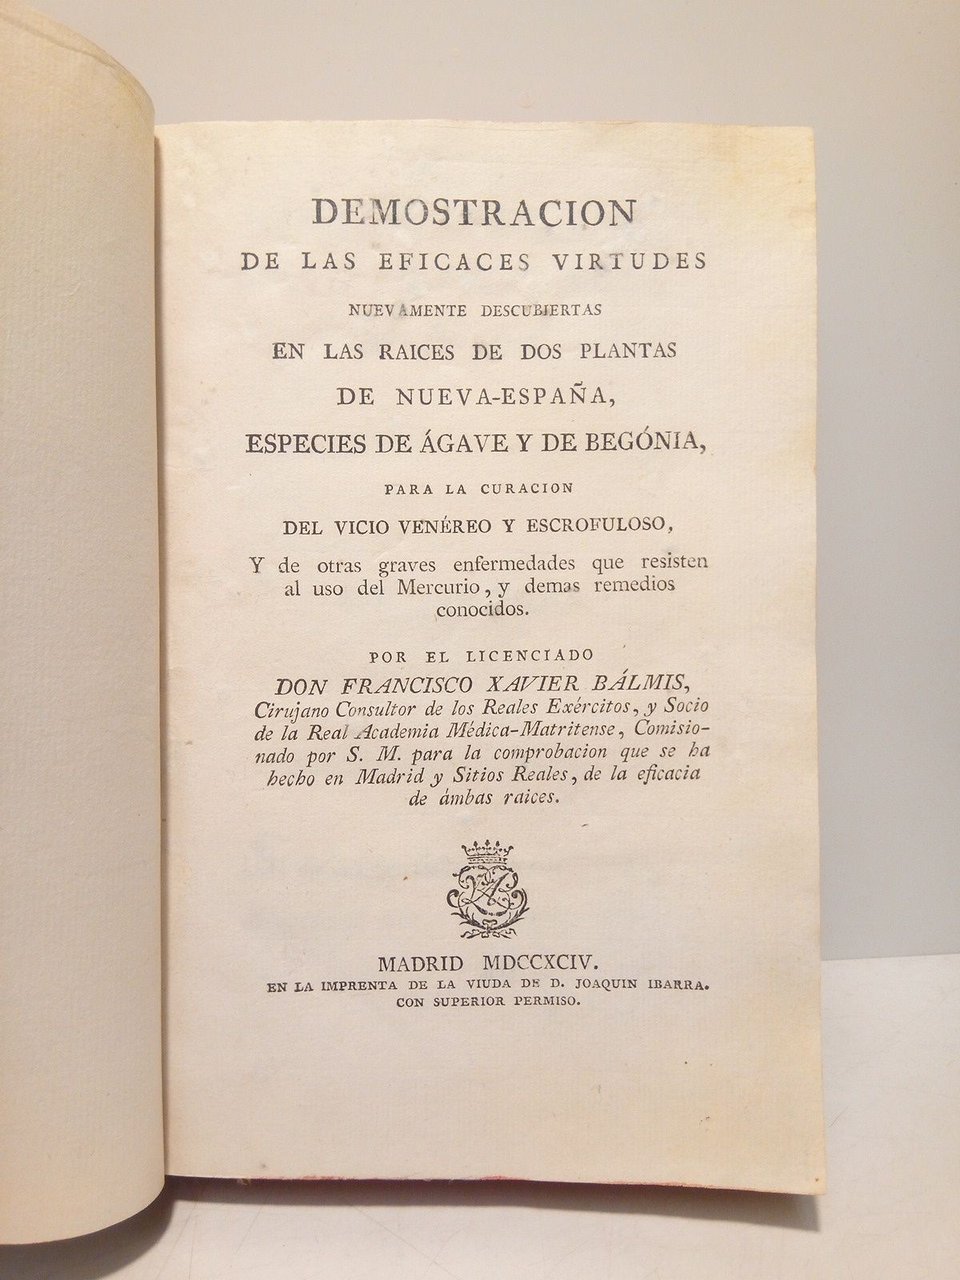 DEMOSTRACION
DE LAS EFICACES VIRTUDES
NUEVAMENTE DESCUBIERTAS
EN LAS RAICES DE DOS PLANTAS
DE NUEVA-ESPAÑA,
ESPECIES DE ÁGAVE Y DE BEGÓNIA,
PARA LA CURACION
DEL VICIO VENÉREO Y ESCROFULOSO,
Y de otras graves enfermedades que resisten
al uso del Mercurio, y demas remedios
conocidos.
POR EL LICENCIADO
DON FRANCISCO XAVIER BÁLMIS,
Cirujano Consultor de los Reales Exércitos, y Socio
de la Real Academia Médica-Matritense, Comisio-
nado por S. M. para la comprobacion que se ha
hecho en Madrid y Sitios Reales, de la eficacia
de ámbas raices.
MADRID MDCCXCIV.
EN LA IMPRENTA DE LA VIUDA DE D. JOAQUIN IBARRA.
CON SUPERIOR PERMISO.